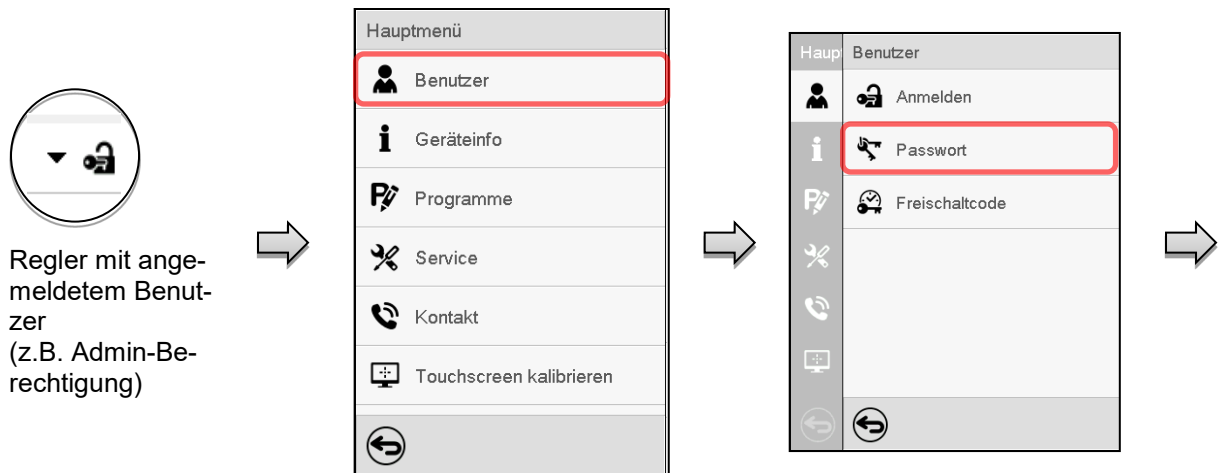 Regler mit ange-
meldetem Benut-
zer
(z.B. Admin-Be-
rechtigung)
Hauptmenü
Benutzer
Geräteinfo
Programme
Service
Kontakt
Touchscreen kalibrieren
Haup
Benutzer
Anmelden
Passwort
Freischaltcode